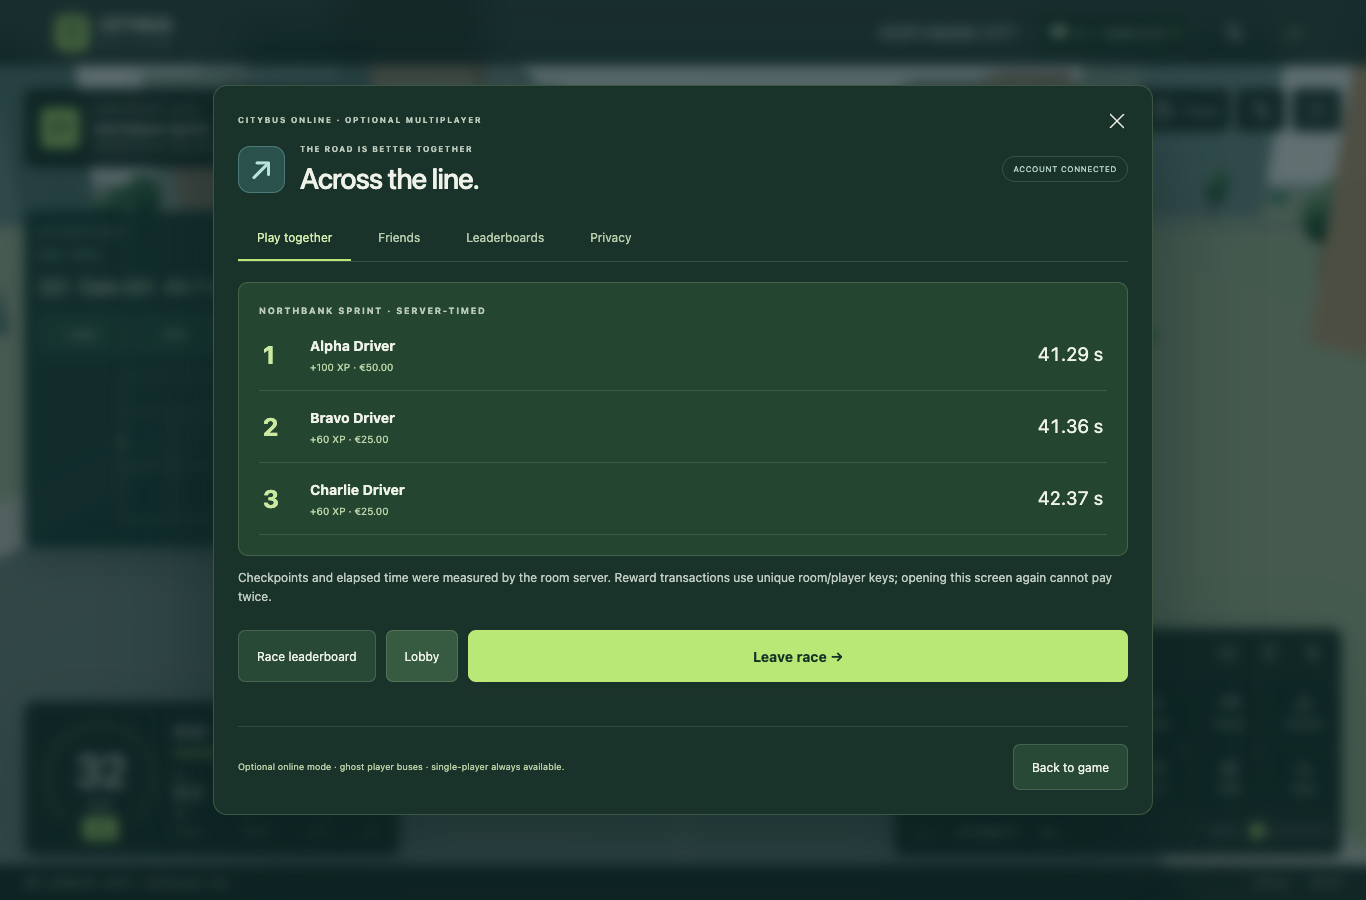 CITYBUS ONLINE · OPTIONAL MULTIPLAYER
THE ROAD IS BETTER TOGETHER
Across the line.
ACCOUNT CONNECTED
Play together
Friends
Leaderboards
Privacy
NORTHBANK SPRINT · SERVER-TIMED
1
Alpha Driver
+100 XP · €50.00
41.29 s
2
Bravo Driver
+60 XP · €25.00
41.36 s
3
Charlie Driver
+60 XP · €25.00
42.37 s
Checkpoints and elapsed time were measured by the room server. Reward transactions use unique room/player keys; opening this screen again cannot pay
twice.
Race leaderboard
Lobby
Leave race →
Optional online mode · ghost player buses · single-player always available.
Back to game
32